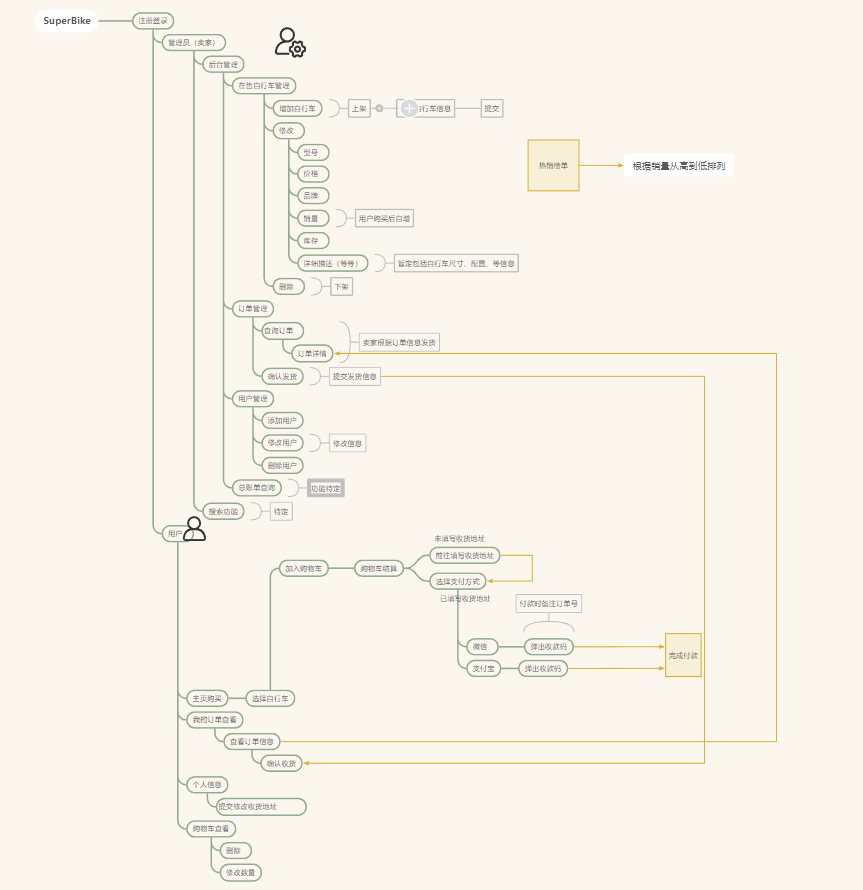 SuperBike
注册登录
管理员（卖家）
后台管理
在售自行车管理
增加自行车
上架
自行车信息
提交
修改
型号
价格
品牌
销量
用户购买后自增
库存
详细描述（等等）
暂定包括自行车尺寸、配置、等信息
删除
下架
热销榜单
根据销量从高到低排列
订单管理
查询订单
订单详情
卖家根据订单信息发货
确认发货
提交发货信息
用户管理
添加用户
修改用户
修改信息
删除用户
总账单查询
功能待定
搜索功能
待定
用户
未填写收货地址
前往填写收货地址
加入购物车
购物车结算
选择支付方式
已填写收货地址
付款时备注订单号
微信
弹出收款码
支付宝
弹出收款码
完成付款
主页购买
选择自行车
我的订单查看
查看订单信息
确认收货
个人信息
提交修改收货地址
购物车查看
删除
修改数量